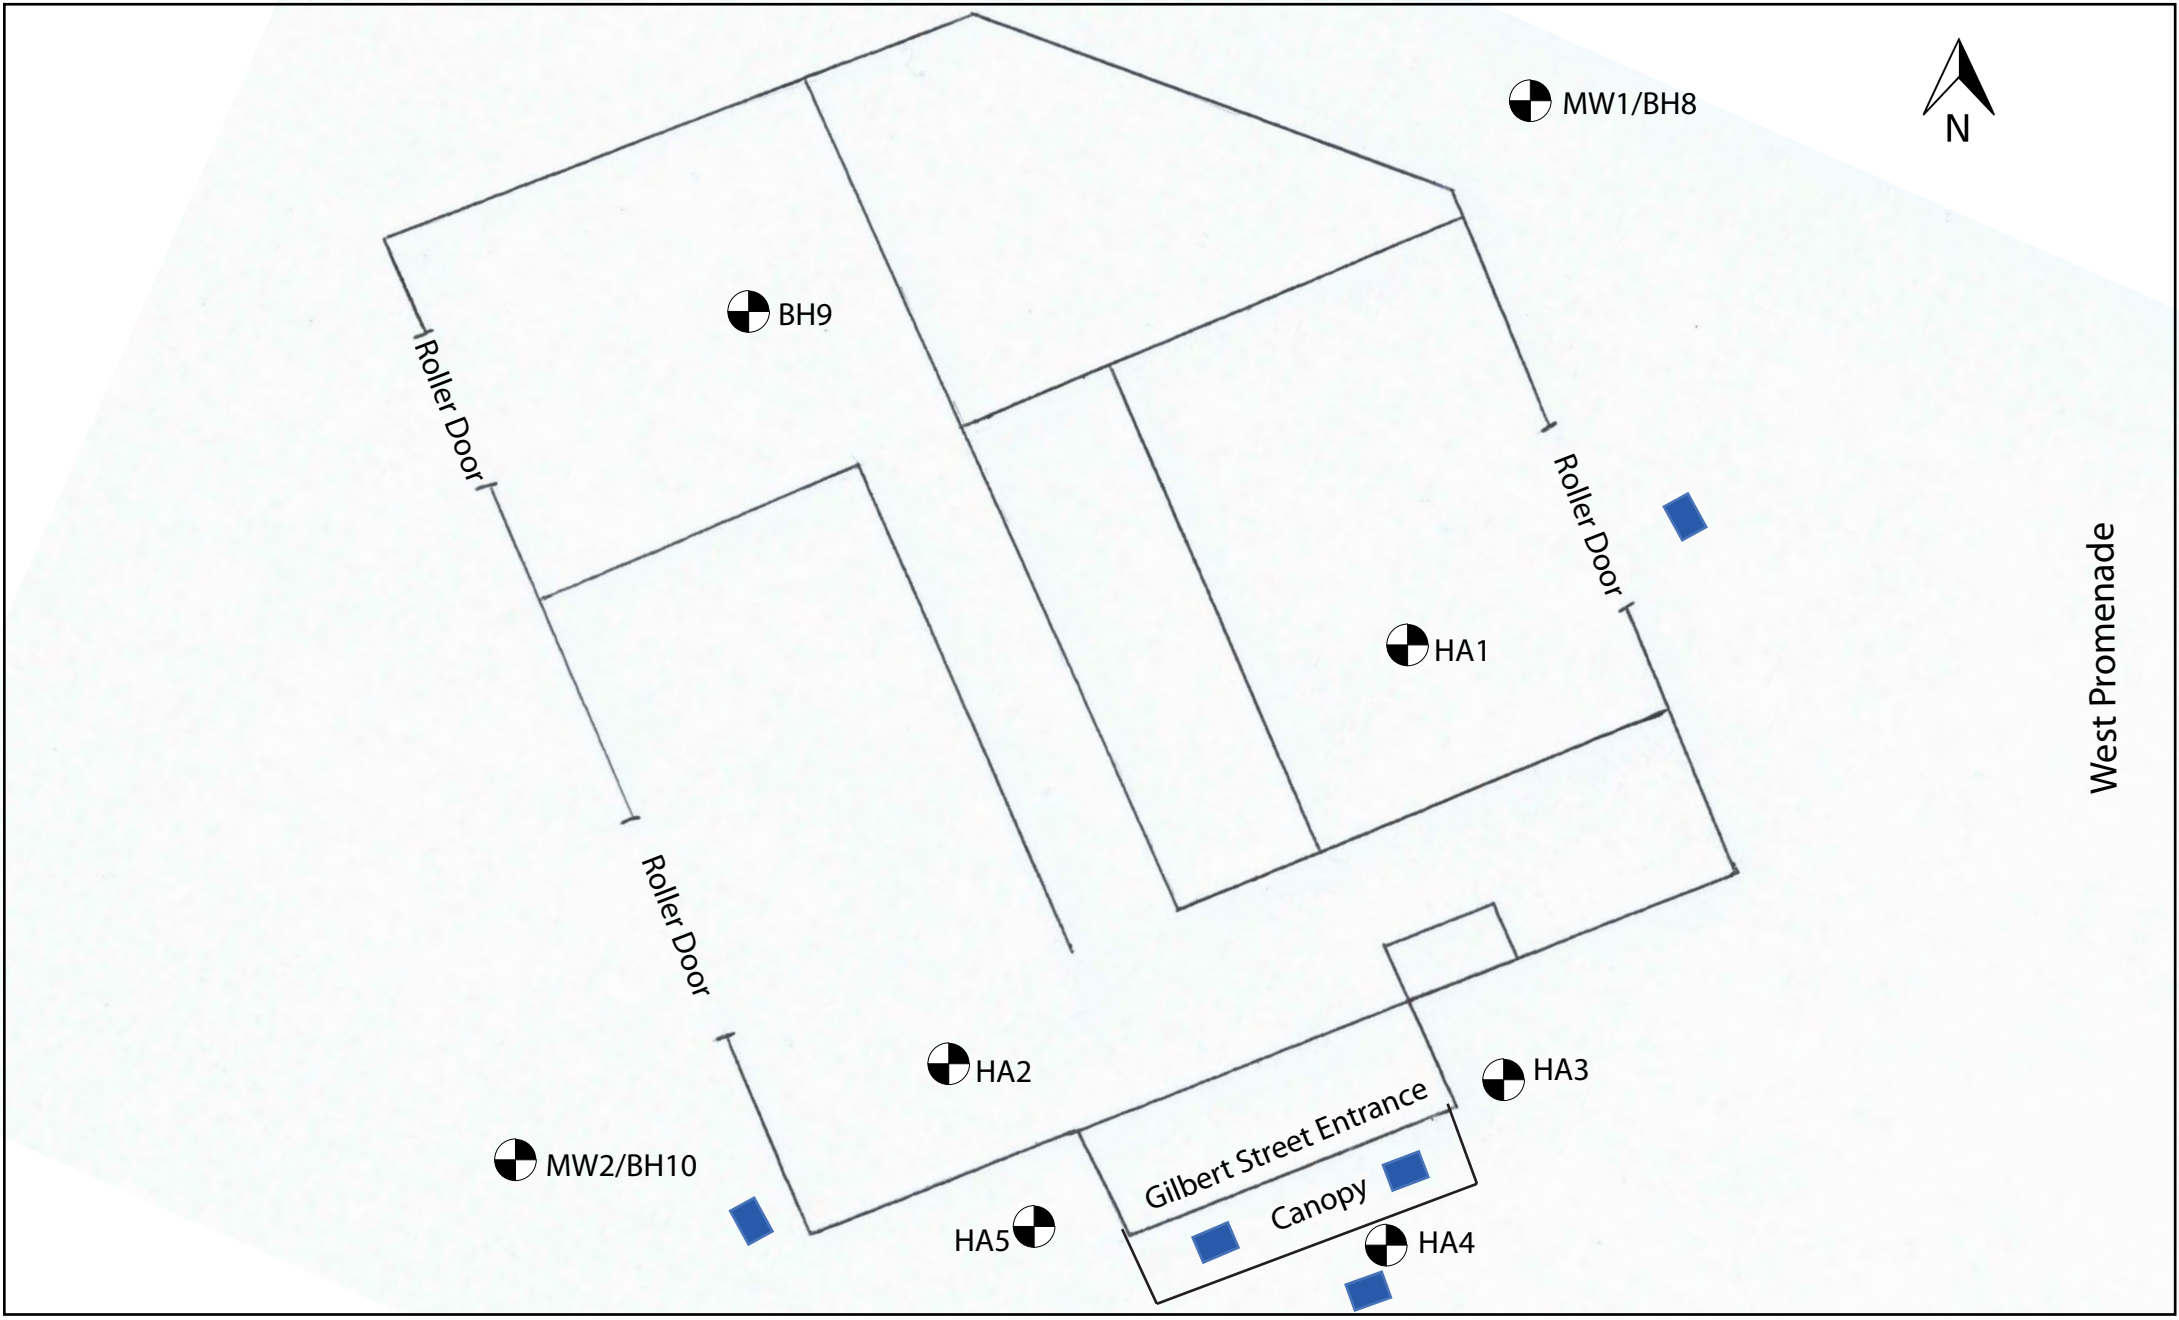 MW1/BH8
N
BH9
Roller Door
Roller Door
West Promenade
HA1
Roller Door
HA2
HA3
Gilbert Street Entrance
MW2/BH10
Canopy
HA5
HA4